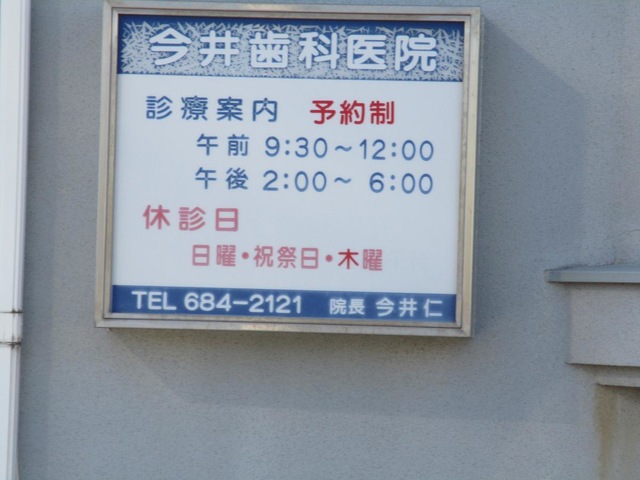 今井歯科医院
診療案内 予約制
午前 9:30～12:00
午後 2:00～ 6:00
休診日
日曜・祝祭日・木曜
TEL 684-2121 院長 今井仁